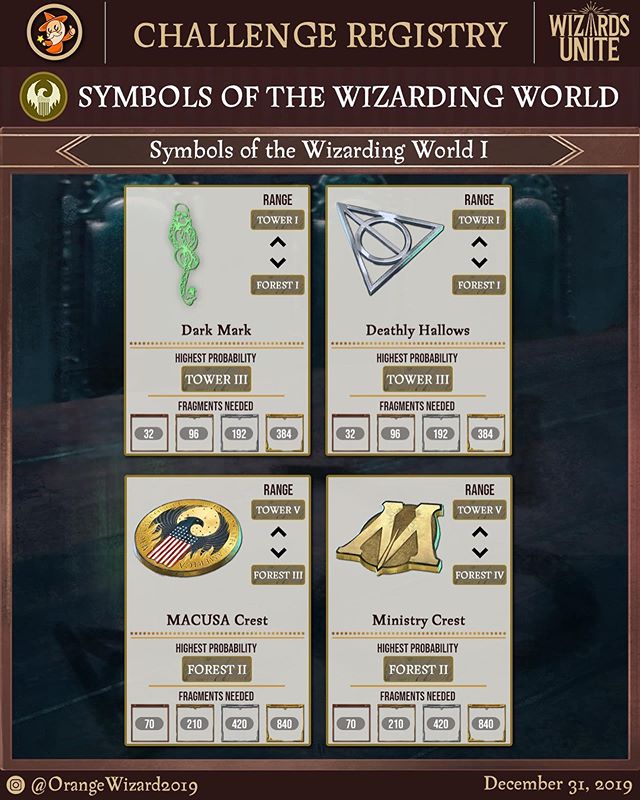 CHALLENGE REGISTRY
WIZARDS
UNITE
SYMBOLS OF THE WIZARDING WORLD
Symbols of the Wizarding World I
RANGE
TOWER I
FOREST I
Dark Mark
HIGHEST PROBABILITY
TOWER III
FRAGMENTS NEEDED
32 96 192 384
RANGE
TOWER I
FOREST I
Deathly Hallows
HIGHEST PROBABILITY
TOWER III
FRAGMENTS NEEDED
32 96 192 384
RANGE
TOWER V
FOREST III
MACUSA Crest
HIGHEST PROBABILITY
FOREST II
FRAGMENTS NEEDED
70 210 420 840
RANGE
TOWER V
FOREST IV
M
Ministry Crest
HIGHEST PROBABILITY
FOREST II
FRAGMENTS NEEDED
70 210 420 840
@OrangeWizard2019
December 31, 2019